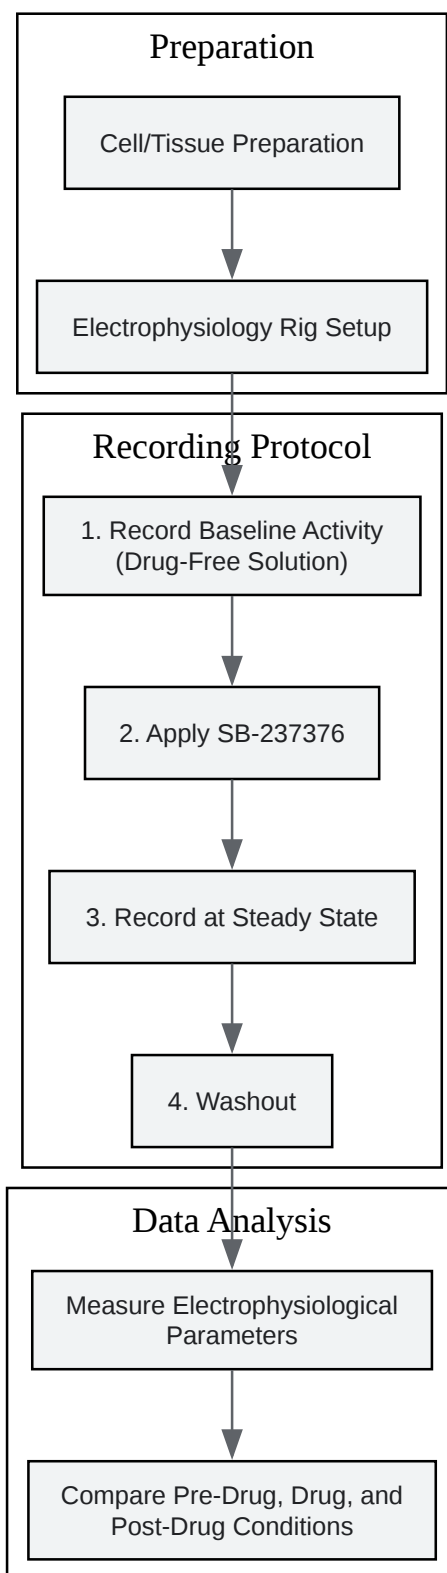 Preparation
Cell/Tissue Preparation
Electrophysiology Rig Setup
Recording Protocol
1. Record Baseline Activity
(Drug-Free Solution)
2. Apply SB-237376
3. Record at Steady State
4. Washout
Data Analysis
Measure Electrophysiological
Parameters
Compare Pre-Drug, Drug, and
Post-Drug Conditions